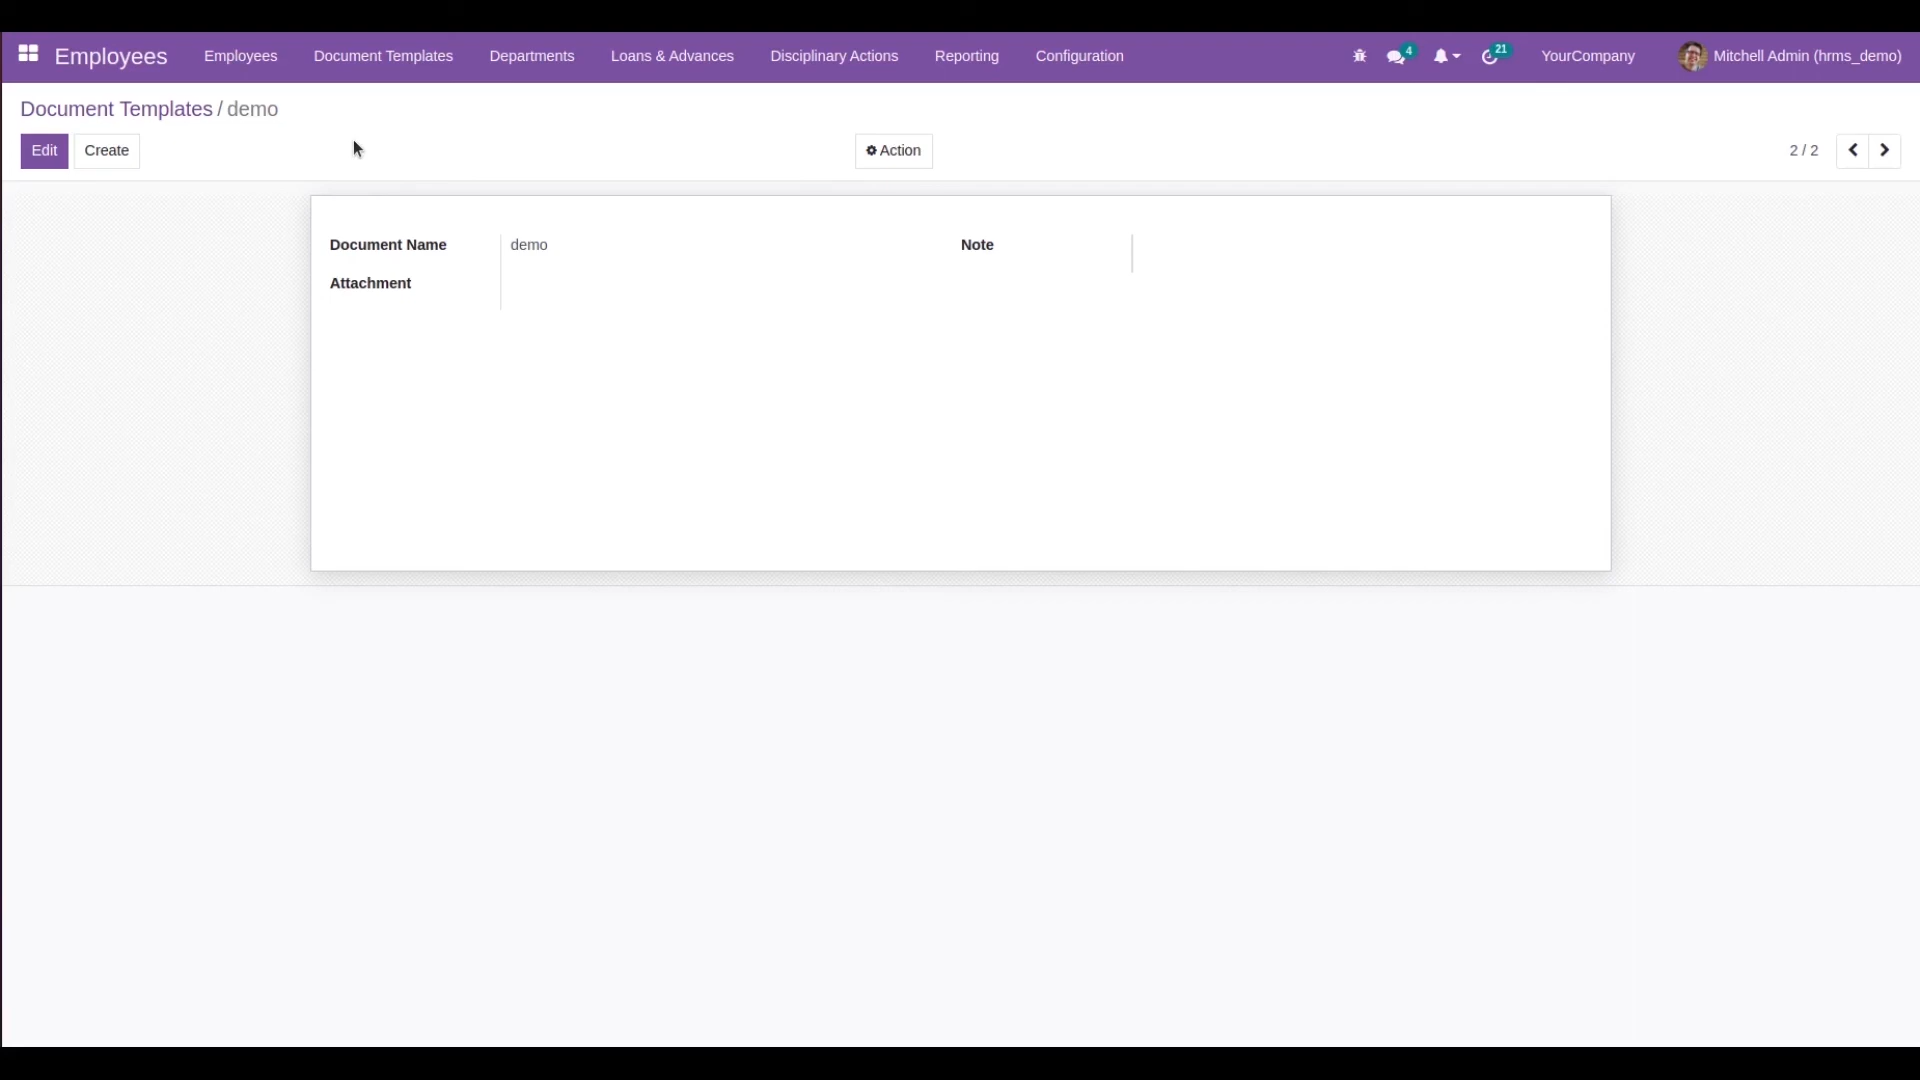 Employees Employees Document Templates Departments Loans & Advances Disciplinary Actions Reporting Configuration 4 21 YourCompany Mitchell Admin (hrms_demo)
Document Templates / demo
Edit Create Action 2 / 2
Document Name demo Note
Attachment